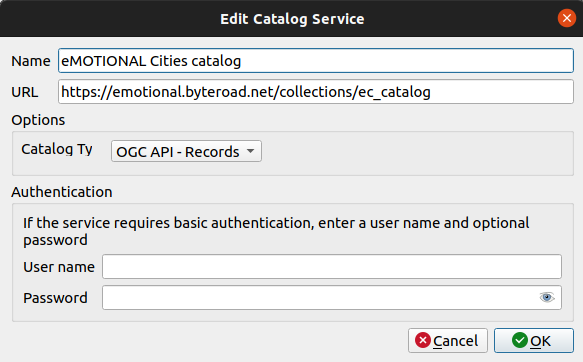 Edit Catalog Service
Name eMOTIONAL Cities catalog
URL https://emotional.byteroad.net/collections/ec_catalog
Options
Catalog Ty OGC API - Records
Authentication
If the service requires basic authentication, enter a user name and optional
password
User name
Password
Cancel OK